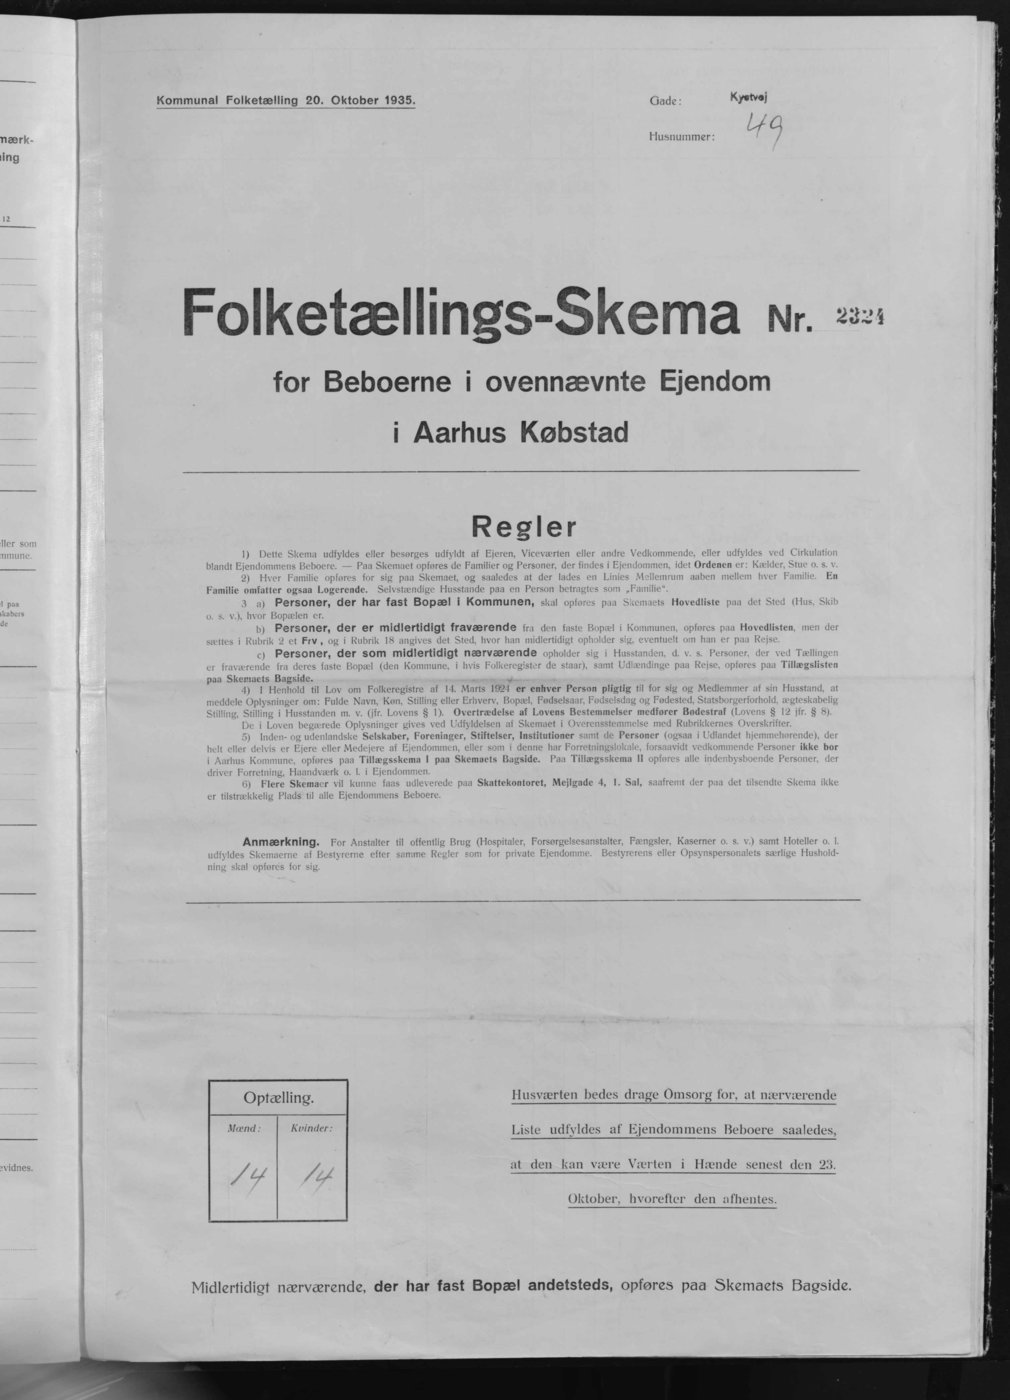 mærk-
ning
12
eller som
mmune.
l paa
skabers
de
evidnes.
Kommunal Folketælling 20. Oktober 1935.
Gade: Kystvej
Husnummer: 49
Folketællings-Skema Nr. 2324
for Beboerne i ovennævnte Ejendom
i Aarhus Købstad
Regler
1) Dette Skema udfyldes eller besørges udfyldt af Ejeren, Viceværten eller andre Vedkommende, eller udfyldes ved Cirkulation
blandt Ejendommens Beboere. — Paa Skemaet opføres de Familier og Personer, der findes i Ejendommen, idet Ordenen er: Kælder, Stue o. s. v.
2) Hver Familie opføres for sig paa Skemaet, og saaledes at der lades en Linies Mellemrum aaben mellem hver Familie. En
Familie omfatter ogsaa Logerende. Selvstændige Husstande paa en Person betragtes som „Familie“.
3 a) Personer, der har fast Bopæl i Kommunen, skal opføres paa Skemaets Hovedliste paa det Sted (Hus, Skib
o. s. v.), hvor Bopælen er.
b) Personer, der er midlertidigt fraværende fra den faste Bopæl i Kommunen, opføres paa Hovedlisten, men der
sættes i Rubrik 2 et Frv, og i Rubrik 18 angives det Sted, hvor han midlertidigt opholder sig, eventuelt om han er paa Rejse.
c) Personer, der som midlertidigt nærværende opholder sig i Husstanden, d. v. s. Personer, der ved Tællingen
er fraværende fra deres faste Bopæl (den Kommune, i hvis Folkeregister de staar), samt Udlændinge paa Rejse, opføres paa Tillægslisten
paa Skemaets Bagside.
4) I Henhold til Lov om Folkeregistre af 14. Marts 1924 er enhver Person pligtig til for sig og Medlemmer af sin Husstand, at
meddele Oplysninger om: Fulde Navn, Køn, Stilling eller Erhverv, Bopæl, Fødselsaar, Fødselsdag og Fødested, Statsborgerforhold, ægteskabelig
Stilling, Stilling i Husstanden m. v. (jfr. Lovens § 1). Overtrædelse af Lovens Bestemmelser medfører Bødestraf (Lovens § 12 jfr. § 8).
De i Loven begærede Oplysninger gives ved Udfyldelsen af Skemaet i Overensstemmelse med Rubrikkernes Overskrifter.
5) Inden- og udenlandske Selskaber, Foreninger, Stiftelser, Institutioner samt de Personer (ogsaa i Udlandet hjemmehørende), der
helt eller delvis er Ejere eller Medejere af Ejendommen, eller som i denne har Forretningslokale, forsaavidt vedkommende Personer ikke bor
i Aarhus Kommune, opføres paa Tillægsskema I paa Skemaets Bagside. Paa Tillægsskema II opføres alle indenbysboende Personer, der
driver Forretning, Haandværk o. l. i Ejendommen.
6) Flere Skemaer vil kunne faas udleverede paa Skattekontoret, Mejlgade 4, 1. Sal, saafremt der paa det tilsendte Skema ikke
er tilstrækkelig Plads til alle Ejendommens Beboere.
Anmærkning. For Anstalter til offentlig Brug (Hospitaler, Forsørgelsesanstalter, Fængsler, Kaserner o. s. v.) samt Hoteller o. l.
udfyldes Skemaerne af Bestyrerne efter samme Regler som for private Ejendomme. Bestyrerens eller Opsynspersonalets særlige Hushold-
ning skal opføres for sig.
Optælling.
Mænd: Kvinder:
14 14
Husværten bedes drage Omsorg for, at nærværende
Liste udfyldes af Ejendommens Beboere saaledes,
at den kan være Værten i Hænde senest den 23.
Oktober, hvorefter den afhentes.
Midlertidigt nærværende, der har fast Bopæl andetsteds, opføres paa Skemaets Bagside.